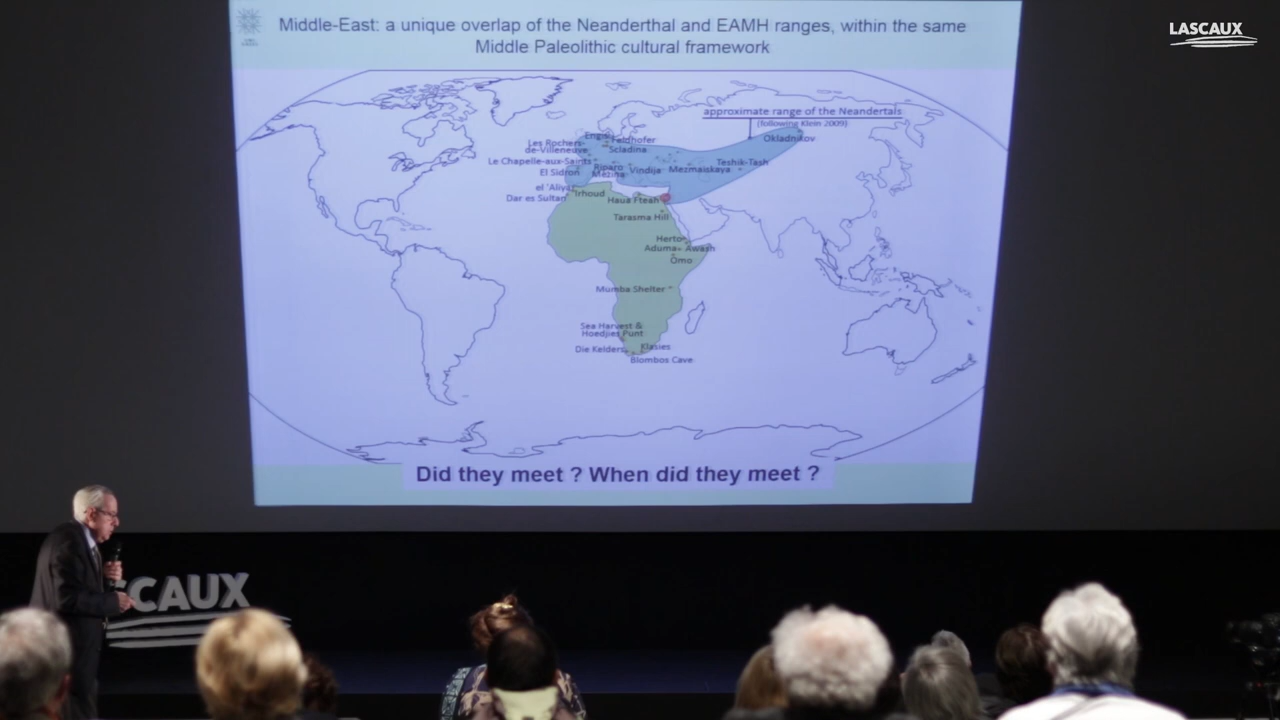 LASCAUX
Middle-East: a unique overlap of the Neanderthal and EAMH ranges, within the same
Middle Paleolithic cultural framework
approximate range of the Neandertals
(following Klein 2009)
Engis
Feldhofer
Okladnikov
Les Rochers-
de-Villeneuve
Scladina
Le Chapelle-aux-Saints
Teshik-Tash
El Sidron
Riparo
Mezina
Vindija
Mezmaiskaya
el 'Aliya
Irhoud
Dar es Sultan
Haua Fteah
Tarasma Hill
Herto
Aduma
Awash
Omo
Mumba Shelter
Sea Harvest &
Hoedjies Punt
Die Kelders
Klasies
Blombos Cave
Did they meet ? When did they meet ?
SCAUX